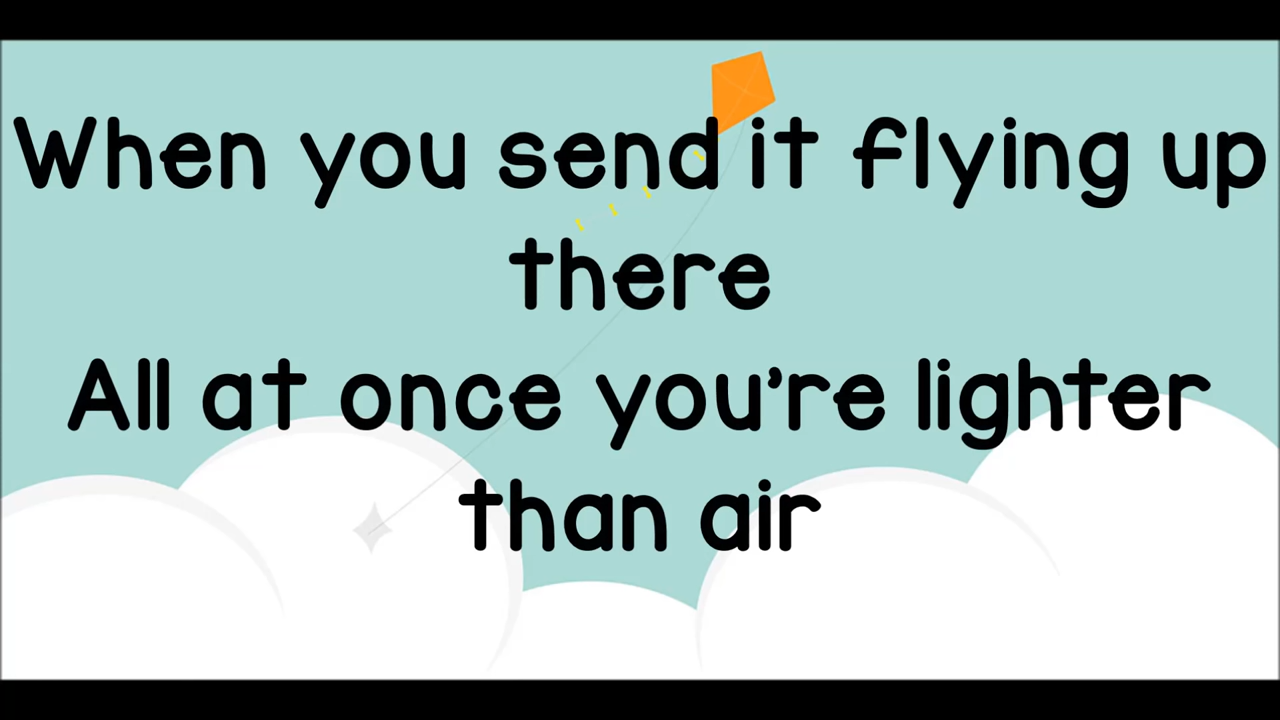 When you send it flying up
there
All at once you're lighter
than air